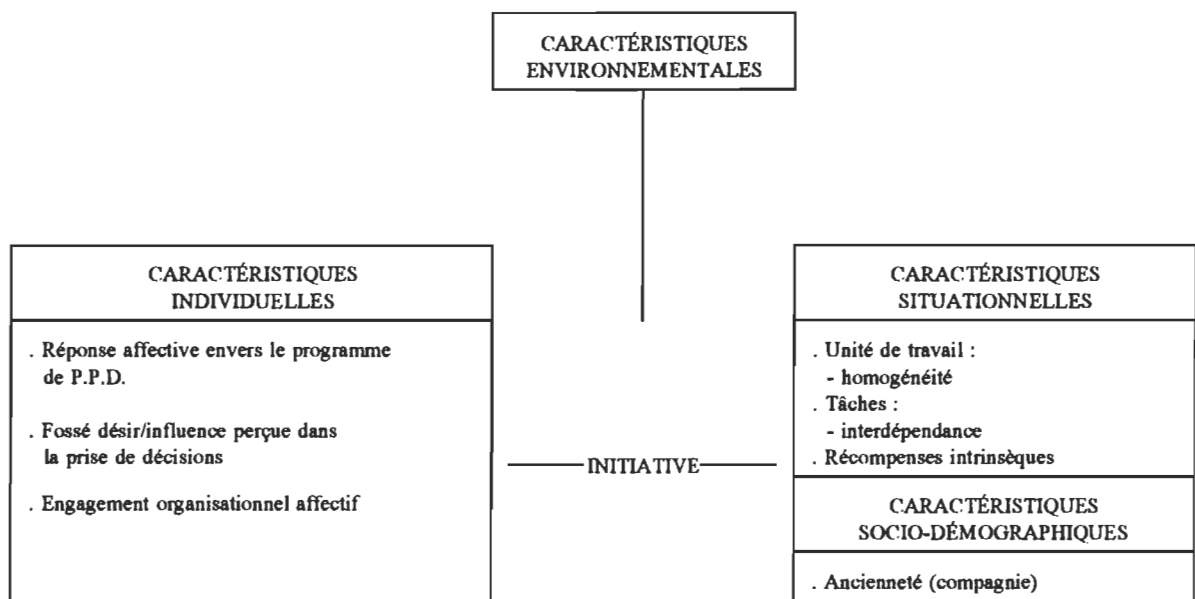 CARACTÉRISTIQUES
ENVIRONNEMENTALES
CARACTÉRISTIQUES
INDIVIDUELLES
. Réponse affective envers le programme
de P.P.D.
. Fossé désir/influence perçue dans
la prise de décisions
. Engagement organisationnel affectif
INITIATIVE
CARACTÉRISTIQUES
SITUATIONNELLES
. Unité de travail :
- homogénéité
. Tâches :
- interdépendance
. Récompenses intrinsèques
CARACTÉRISTIQUES
SOCIO-DÉMOGRAPHIQUES
. Ancienneté (compagnie)